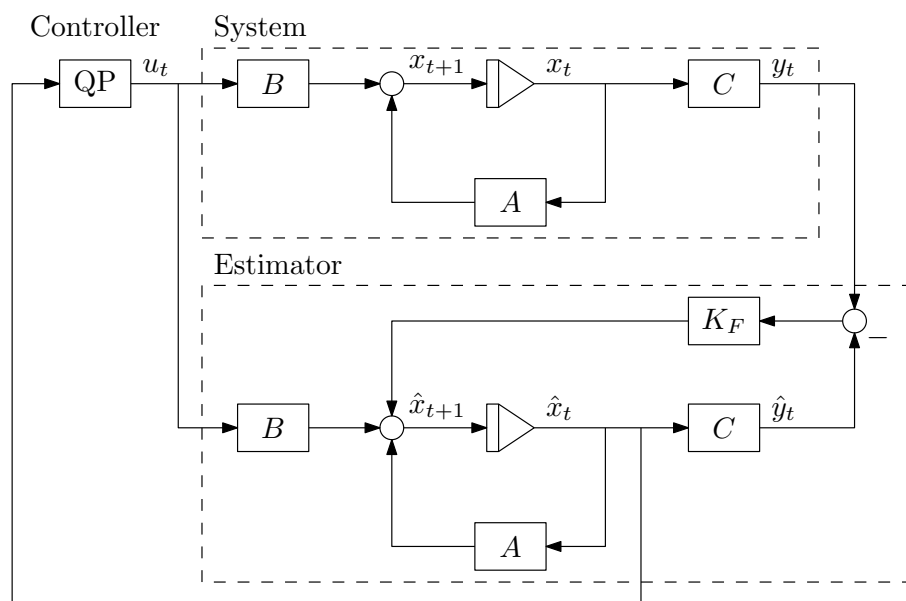 Controller
System
QP
u_t
B
x_{t+1}
x_t
C
y_t
A
Estimator
K_F
−
B
x̂_{t+1}
x̂_t
C
ŷ_t
A